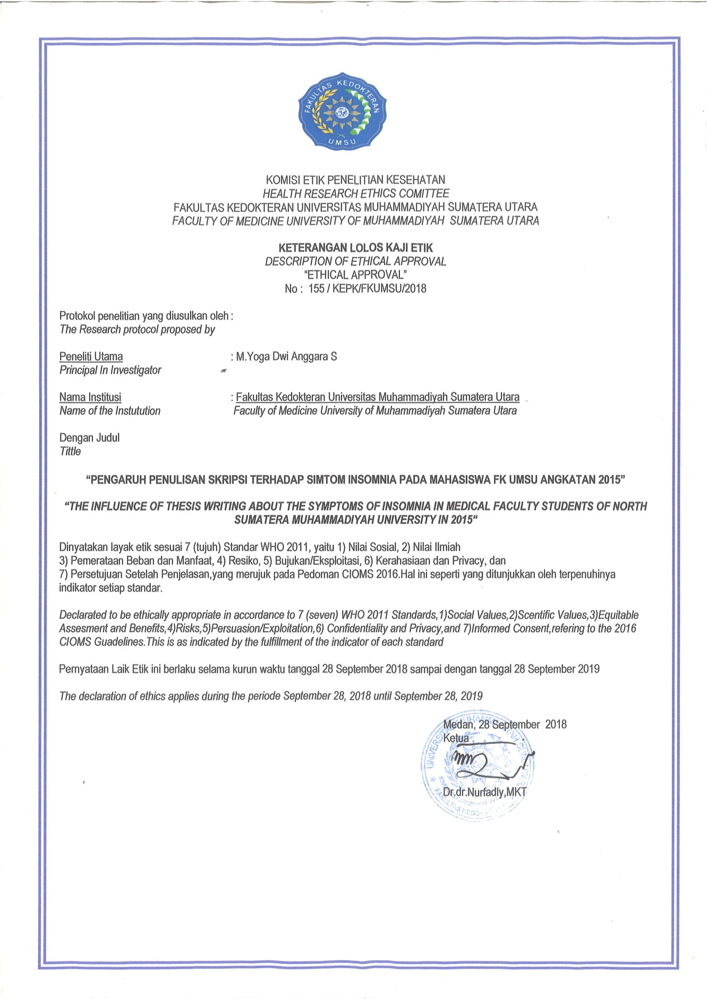 FAKULTAS KEDOKTERAN
UMSU
KOMISI ETIK PENELITIAN KESEHATAN
HEALTH RESEARCH ETHICS COMITTEE
FAKULTAS KEDOKTERAN UNIVERSITAS MUHAMMADIYAH SUMATERA UTARA
FACULTY OF MEDICINE UNIVERSITY OF MUHAMMADIYAH SUMATERA UTARA
KETERANGAN LOLOS KAJI ETIK
DESCRIPTION OF ETHICAL APPROVAL
“ETHICAL APPROVAL”
No : 155 / KEPK/FKUMSU/2018
Protokol penelitian yang diusulkan oleh :
The Research protocol proposed by
Peneliti Utama : M.Yoga Dwi Anggara S
Principal In Investigator
Nama Institusi : Fakultas Kedokteran Universitas Muhammadiyah Sumatera Utara
Name of the Instutution Faculty of Medicine University of Muhammadiyah Sumatera Utara
Dengan Judul
Tittle
“PENGARUH PENULISAN SKRIPSI TERHADAP SIMTOM INSOMNIA PADA MAHASISWA FK UMSU ANGKATAN 2015”
“THE INFLUENCE OF THESIS WRITING ABOUT THE SYMPTOMS OF INSOMNIA IN MEDICAL FACULTY STUDENTS OF NORTH
SUMATERA MUHAMMADIYAH UNIVERSITY IN 2015“
Dinyatakan layak etik sesuai 7 (tujuh) Standar WHO 2011, yaitu 1) Nilai Sosial, 2) Nilai Ilmiah
3) Pemerataan Beban dan Manfaat, 4) Resiko, 5) Bujukan/Eksploitasi, 6) Kerahasiaan dan Privacy, dan
7) Persetujuan Setelah Penjelasan,yang merujuk pada Pedoman CIOMS 2016.Hal ini seperti yang ditunjukkan oleh terpenuhinya
indikator setiap standar.
Declarated to be ethically appropriate in accordance to 7 (seven) WHO 2011 Standards,1)Social Values,2)Scentific Values,3)Equitable
Assesment and Benefits,4)Risks,5)Persuasion/Exploitation,6) Confidentiality and Privacy,and 7)Informed Consent,refering to the 2016
CIOMS Guadelines.This is as indicated by the fulfillment of the indicator of each standard
Pernyataan Laik Etik ini berlaku selama kurun waktu tanggal 28 September 2018 sampai dengan tanggal 28 September 2019
The declaration of ethics applies during the periode September 28, 2018 until September 28, 2019
Medan, 28 September 2018
Ketua
Dr.dr.Nurfadly,MKT